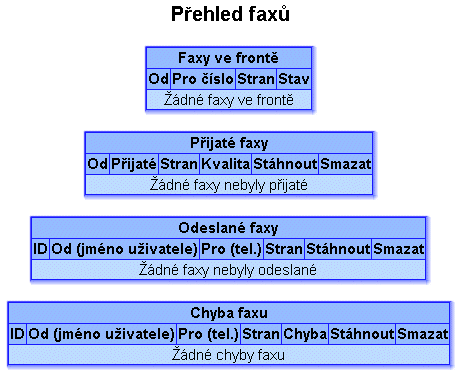 Přehled faxů
Faxy ve frontě
Od Pro číslo Stran Stav
Žádné faxy ve frontě
Přijaté faxy
Od Přijaté Stran Kvalita Stáhnout Smazat
Žádné faxy nebyly přijaté
Odeslané faxy
ID Od (jméno uživatele) Pro (tel.) Stran Stáhnout Smazat
Žádné faxy nebyly odeslané
Chyba faxu
ID Od (jméno uživatele) Pro (tel.) Stran Chyba Stáhnout Smazat
Žádné chyby faxu